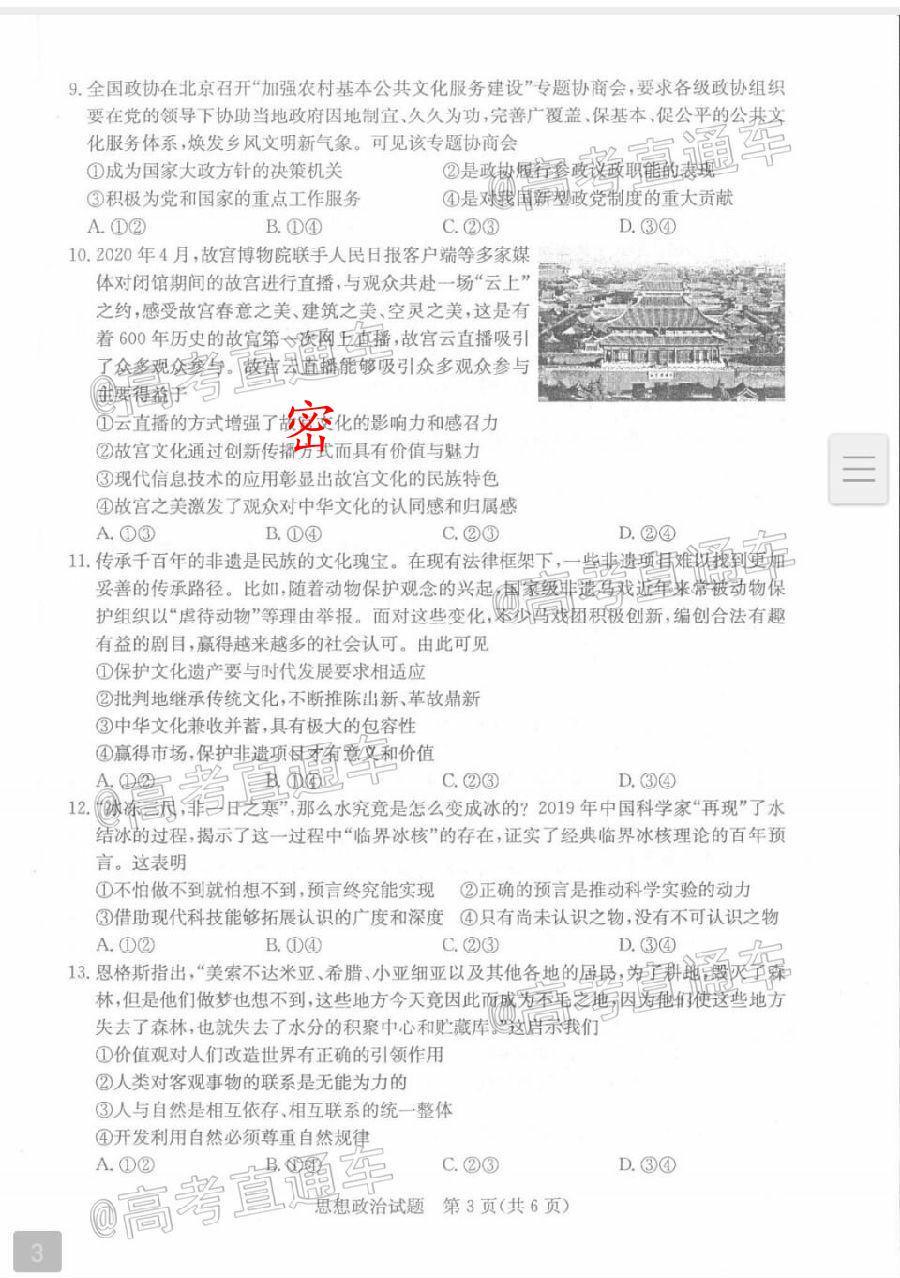 9. 全国政协在北京召开“加强农村基本公共文化服务建设”专题协商会,要求各级政协组织
要在党的领导下协助当地政府因地制宜、久久为功,完善广覆盖、保基本、促公平的公共文
化服务体系,焕发乡风文明新气象。可见该专题协商会
①成为国家大政方针的决策机关 ②是政协履行参政议政职能的表现
③积极为党和国家的重点工作服务 ④是对我国新型政党制度的重大贡献
A. ①② B. ①④ C. ②③ D. ③④
10. 2020 年 4 月,故宫博物院联手人民日报客户端等多家媒
体对闭馆期间的故宫进行直播,与观众共赴一场“云上”
之约,感受故宫春意之美、建筑之美、空灵之美,这是有
着 600 年历史的故宫第一次网上直播,故宫云直播吸引
了众多观众参与。故宫云直播能够吸引众多观众参与
主要得益于
①云直播的方式增强了故宫文化的影响力和感召力
②故宫文化通过创新传播方式而具有价值与魅力
③现代信息技术的应用彰显出故宫文化的民族特色
④故宫之美激发了观众对中华文化的认同感和归属感
A. ①③ B. ①④ C. ②③ D. ②④
密
11. 传承千百年的非遗是民族的文化瑰宝。在现有法律框架下,一些非遗项目难以找到更加
妥善的传承路径。比如,随着动物保护观念的兴起,国家级非遗马戏近年来常被动物保
护组织以“虐待动物”等理由举报。面对这些变化,不少马戏团积极创新,编创合法有趣
有益的剧目,赢得越来越多的社会认可。由此可见
①保护文化遗产要与时代发展要求相适应
②批判地继承传统文化,不断推陈出新、革故鼎新
③中华文化兼收并蓄,具有极大的包容性
④赢得市场,保护非遗项目才有意义和价值
A. ①② B. ①④ C. ②③ D. ③④
12. “冰冻三尺,非一日之寒”,那么水究竟是怎么变成冰的? 2019 年中国科学家“再现”了水
结冰的过程,揭示了这一过程中“临界冰核”的存在,证实了经典临界冰核理论的百年预
言。这表明
①不怕做不到就怕想不到,预言终究能实现 ②正确的预言是推动科学实验的动力
③借助现代科技能够拓展认识的广度和深度 ④只有尚未认识之物,没有不可认识之物
A. ①② B. ①④ C. ②③ D. ③④
13. 恩格斯指出,“美索不达米亚、希腊、小亚细亚以及其他各地的居民,为了耕地,毁灭了森
林,但是他们做梦也想不到,这些地方今天竟因此而成为不毛之地,因为他们使这些地方
失去了森林,也就失去了水分的积聚中心和贮藏库。”这启示我们
①价值观对人们改造世界有正确的引领作用
②人类对客观事物的联系是无能为力的
③人与自然是相互依存、相互联系的统一整体
④开发利用自然必须尊重自然规律
A. ①② B. ①④ C. ②③ D. ③④
思想政治试题 第 3 页(共 6 页)
3
@高考直通车
@高考直通车
@高考直通车
@高考直通车
@高考直通车
@高考直通车